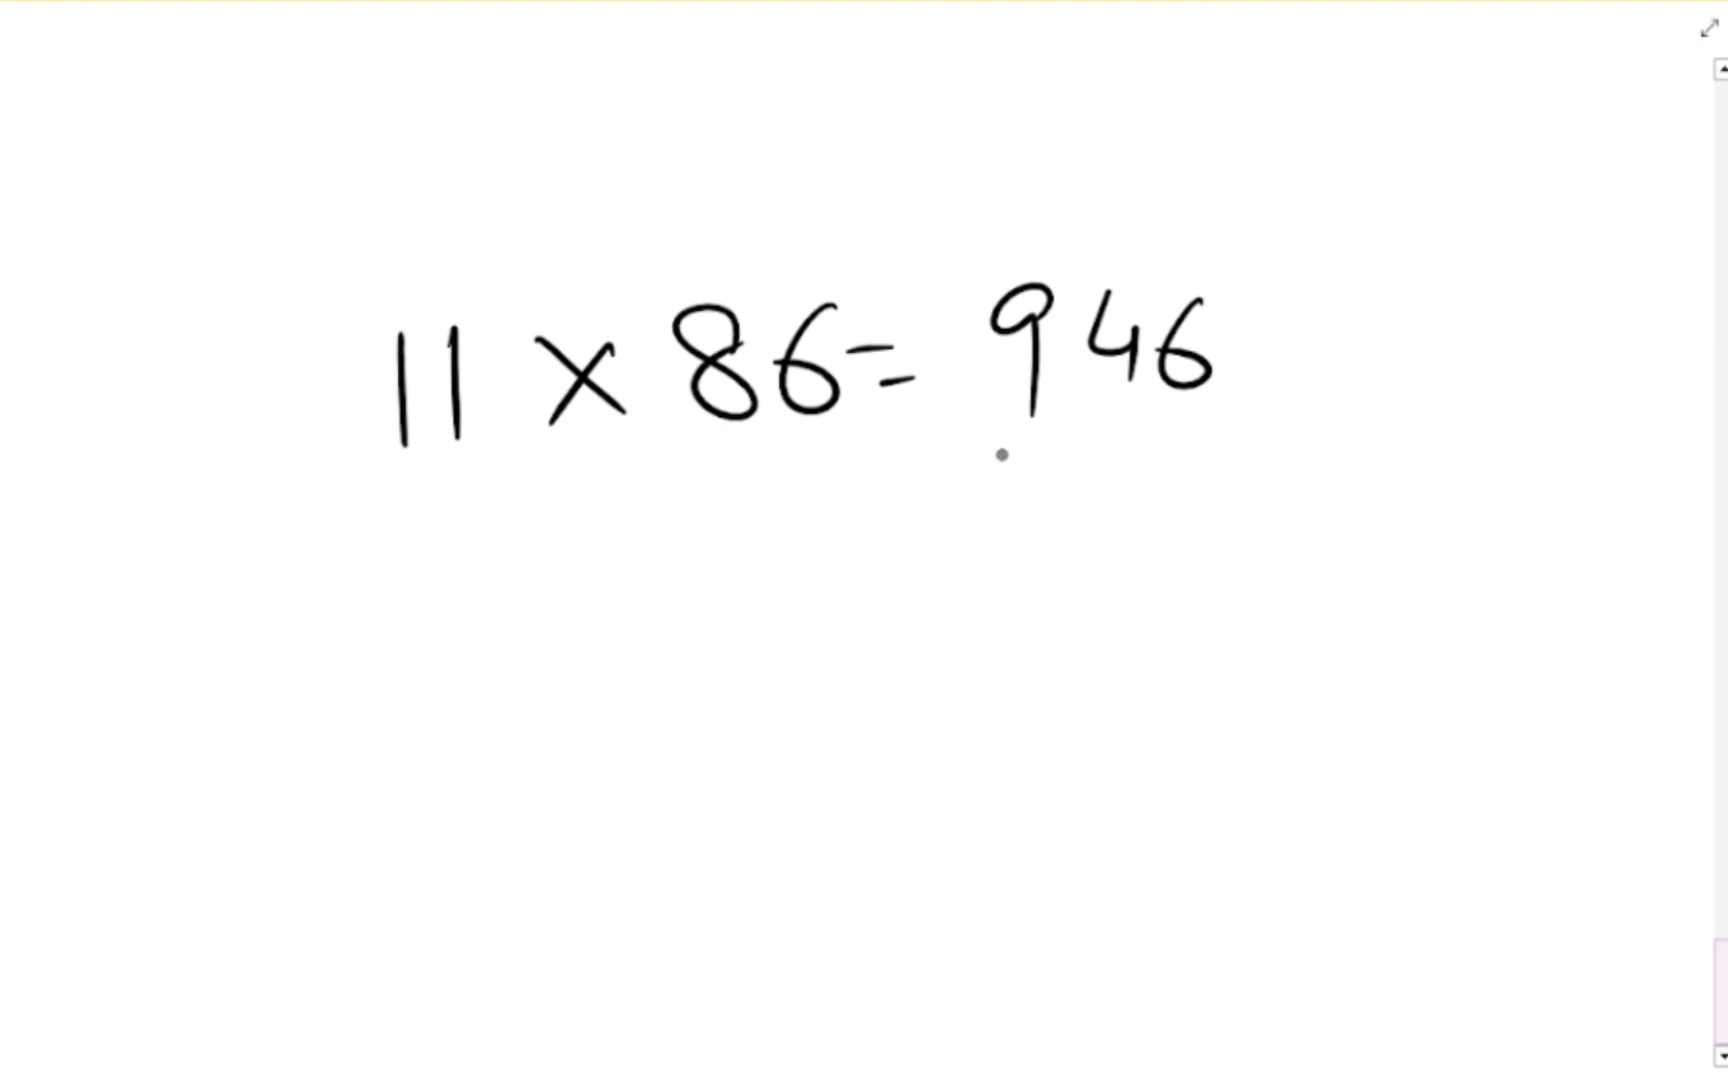 11 × 86 = 946